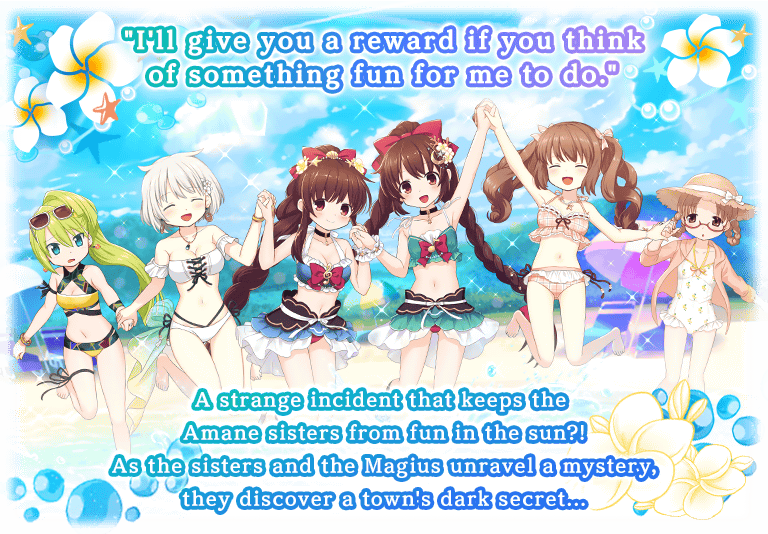 "I'll give you a reward if you think
of something fun for me to do."
A strange incident that keeps the
Amane sisters from fun in the sun?!
As the sisters and the Magius unravel a mystery,
they discover a town's dark secret...